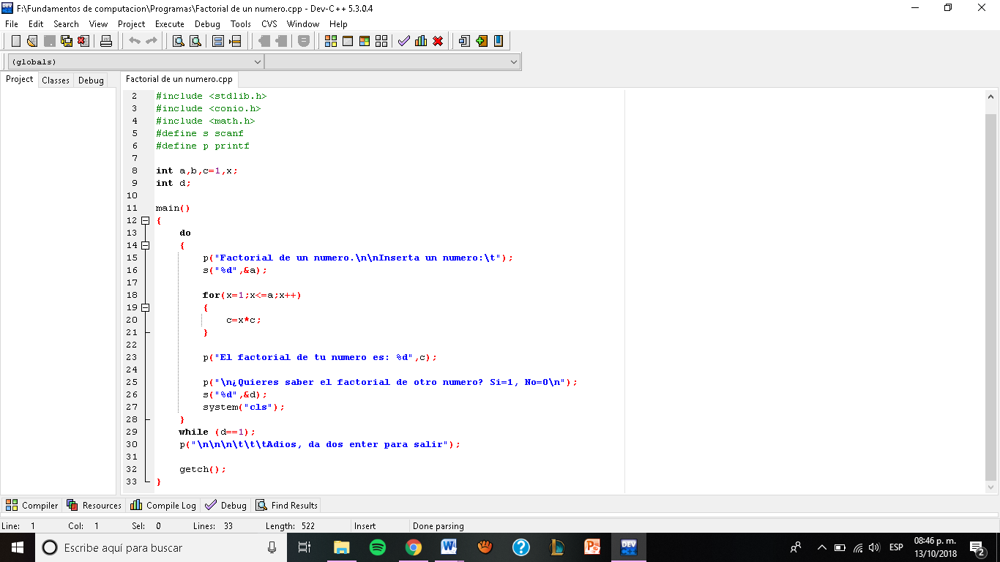 F:\Fundamentos de computacion\Programas\Factorial de un numero.cpp - Dev-C++ 5.3.0.4
File Edit Search View Project Execute Debug Tools CVS Window Help
(globals)
Project Classes Debug
Factorial de un numero.cpp
2 #include <stdlib.h>
3 #include <conio.h>
4 #include <math.h>
5 #define s scanf
6 #define p printf
7
8 int a,b,c=1,x;
9 int d;
10
11 main()
12 {
13 do
14 {
15 p("Factorial de un numero.\n\nInserta un numero:\t");
16 s("%d",&a);
17
18 for(x=1;x<=a;x++)
19 {
20 c=x*c;
21 }
22
23 p("El factorial de tu numero es: %d",c);
24
25 p("\n¿Quieres saber el factorial de otro numero? Si=1, No=0\n");
26 s("%d",&d);
27 system("cls");
28 }
29 while (d==1);
30 p("\n\n\n\t\t\tAdios, da dos enter para salir");
31
32 getch();
33 }
Compiler Resources Compile Log Debug Find Results
Line: 1 Col: 1 Sel: 0 Lines: 33 Length: 522 Insert Done parsing
Escribe aquí para buscar
DEV
ESP
08:46 p. m.
13/10/2018
2